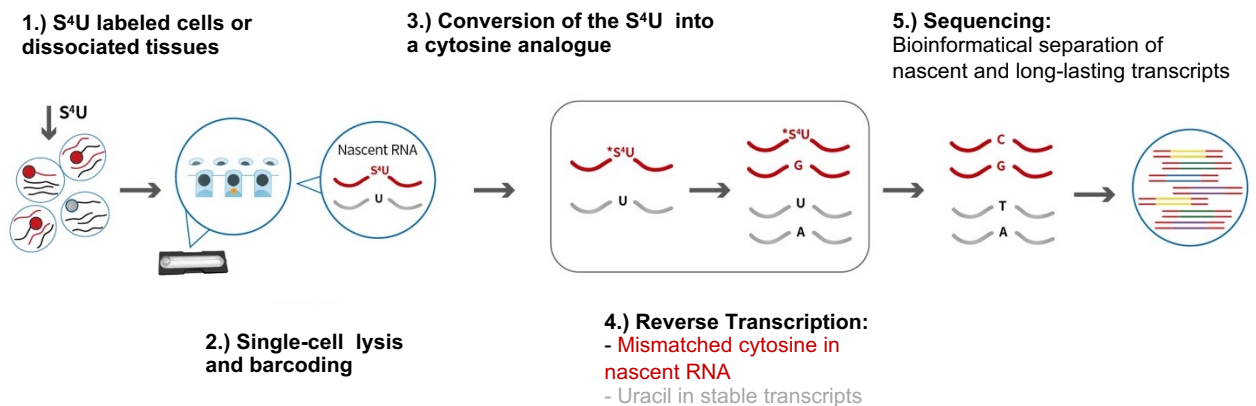 1.) S⁴U labeled cells or
dissociated tissues
3.) Conversion of the S⁴U into
a cytosine analogue
5.) Sequencing:
Bioinformatical separation of
nascent and long-lasting transcripts
S⁴U
Nascent RNA
S⁴U
U
*S⁴U
U
*S⁴U
G
U
A
C
G
T
A
2.) Single-cell lysis
and barcoding
4.) Reverse Transcription:
- Mismatched cytosine in
nascent RNA
- Uracil in stable transcripts